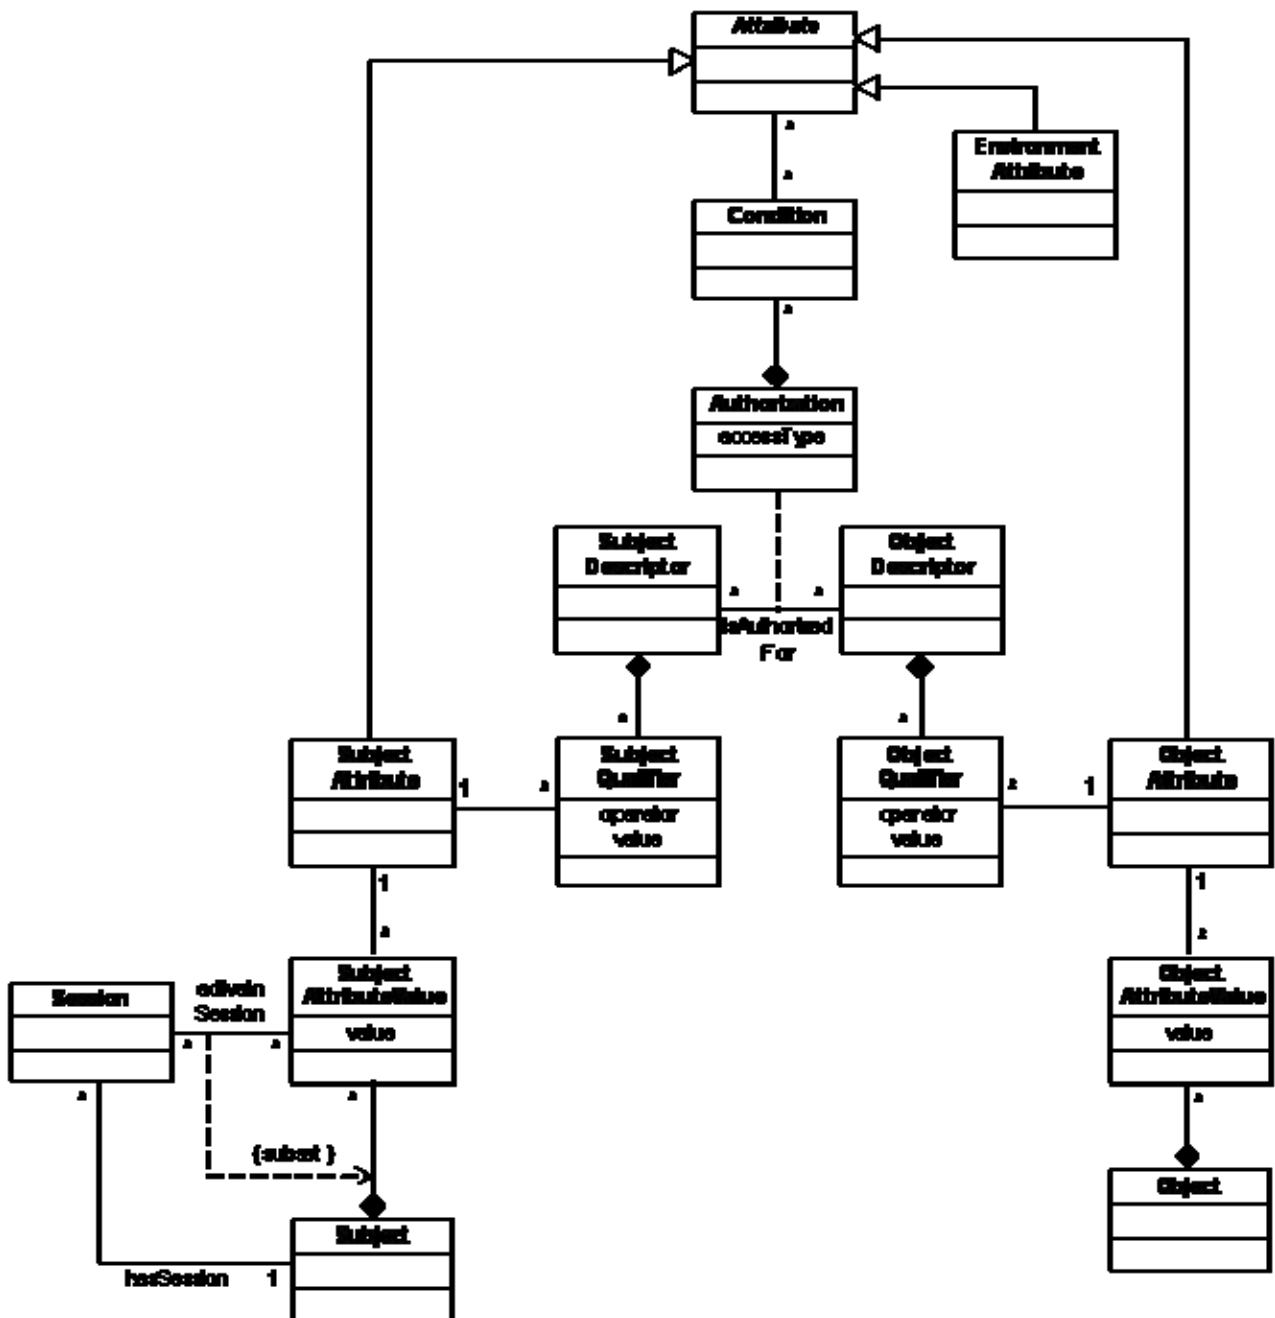 Attribute
*
Environment
Attribute
*
Condition
*
Authorization
accessType
Subject
Descriptor
Object
Descriptor
*
*
isAuthorized
For
*
*
Subject
Attribute
Subject
Qualifier
Object
Qualifier
Object
Attribute
1
*
*
1
operator
value
operator
value
1
1
*
*
Session
activeIn
Session
Subject
AttributeValue
Object
AttributeValue
value
value
*
*
*
*
*
{subset }
Object
Subject
hasSession
1